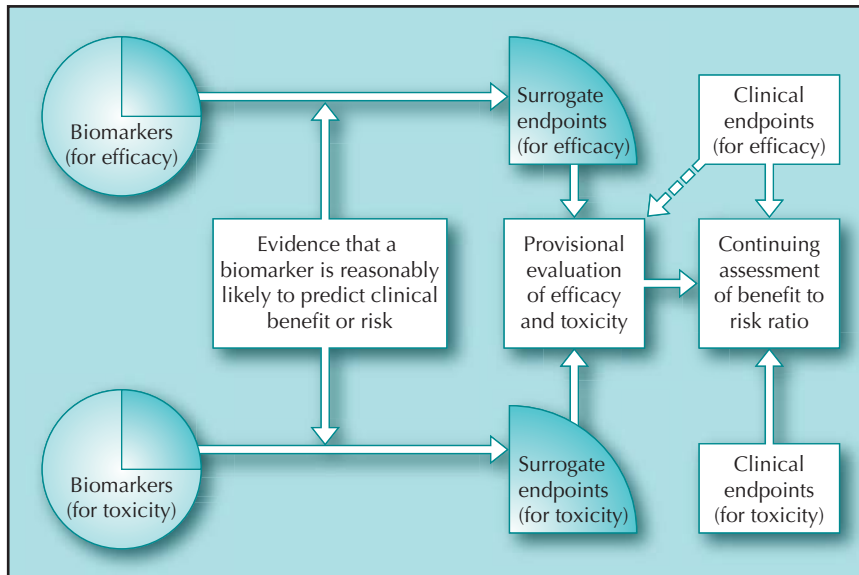 Biomarkers
(for efficacy)
Surrogate
endpoints
(for efficacy)
Clinical
endpoints
(for efficacy)
Evidence that a
biomarker is reasonably
likely to predict clinical
benefit or risk
Provisional
evaluation
of efficacy
and toxicity
Continuing
assessment
of benefit to
risk ratio
Biomarkers
(for toxicity)
Surrogate
endpoints
(for toxicity)
Clinical
endpoints
(for toxicity)